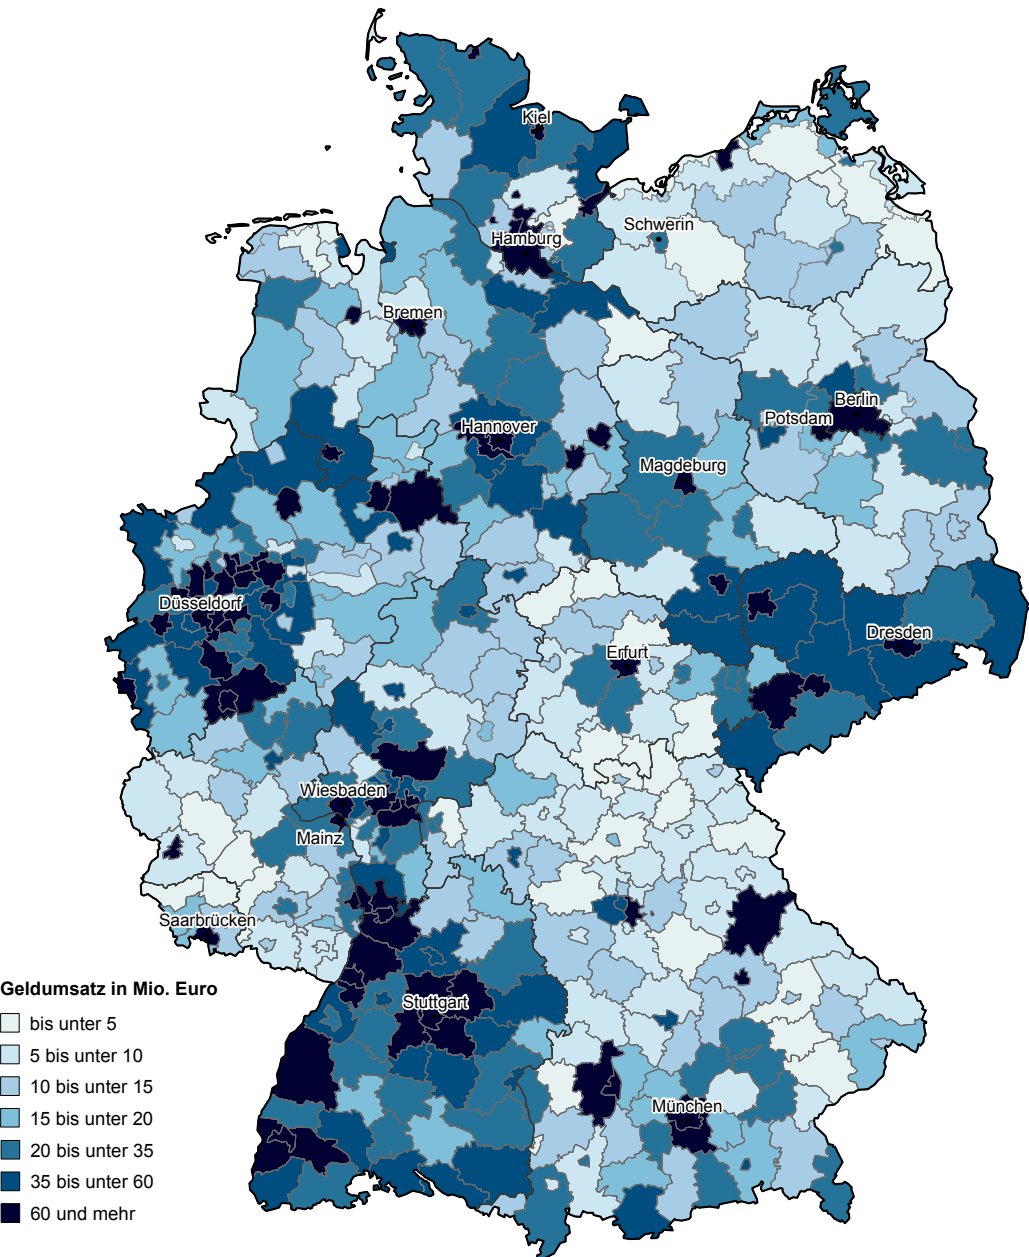 Kiel
Schwerin
Hamburg
Bremen
Berlin
Potsdam
Hannover
Magdeburg
Düsseldorf
Dresden
Erfurt
Wiesbaden
Mainz
Saarbrücken
Stuttgart
München
Geldumsatz in Mio. Euro
bis unter 5
5 bis unter 10
10 bis unter 15
15 bis unter 20
20 bis unter 35
35 bis unter 60
60 und mehr